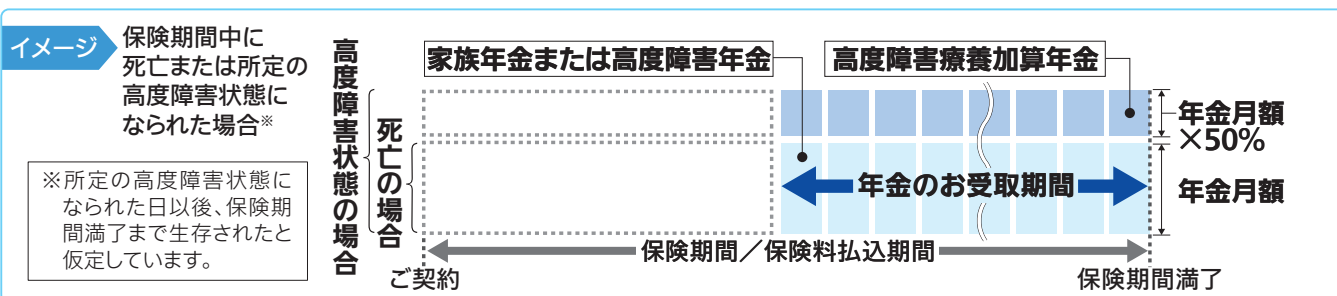 イメージ
保険期間中に
死亡または所定の
高度障害状態に
なられた場合※
※所定の高度障害状態に
なられた日以後、保険期
間満了まで生存されたと
仮定しています。
高度障害状態の場合
死亡の場合
家族年金または高度障害年金
高度障害療養加算年金
年金月額
×50%
年金のお受取期間
年金月額
保険期間／保険料払込期間
ご契約
保険期間満了